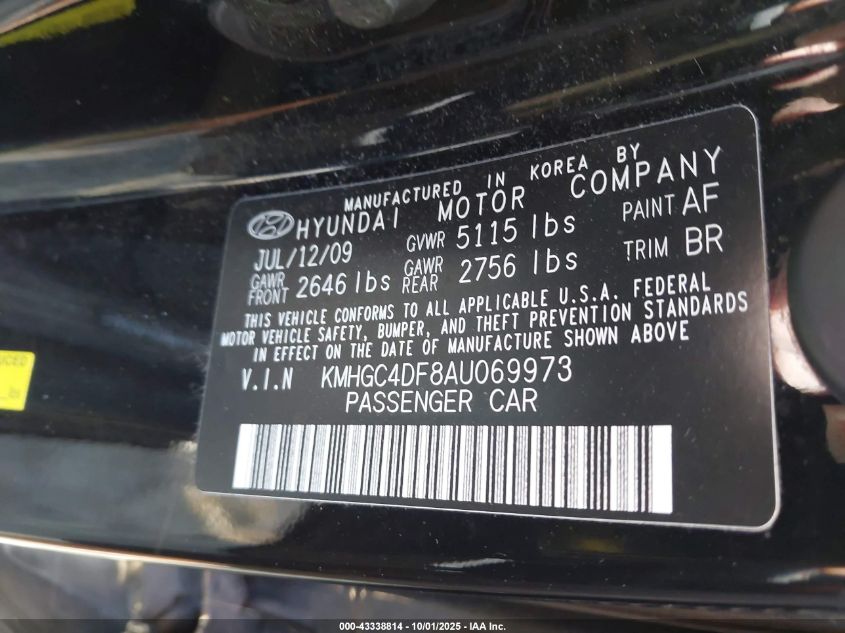 MANUFACTURED IN KOREA BY
HYUNDAI MOTOR COMPANY
JUL/12/09 GVWR 5115 lbs PAINT AF
GAWR FRONT 2646 lbs GAWR REAR 2756 lbs TRIM BR
THIS VEHICLE CONFORMS TO ALL APPLICABLE U.S.A. FEDERAL
MOTOR VEHICLE SAFETY, BUMPER, AND THEFT PREVENTION STANDARDS
IN EFFECT ON THE DATE OF MANUFACTURE SHOWN ABOVE
V.I.N KMHGC4DF8AU069973
PASSENGER CAR
lbs
000-43338814 - 10/01/2025 - IAA Inc.